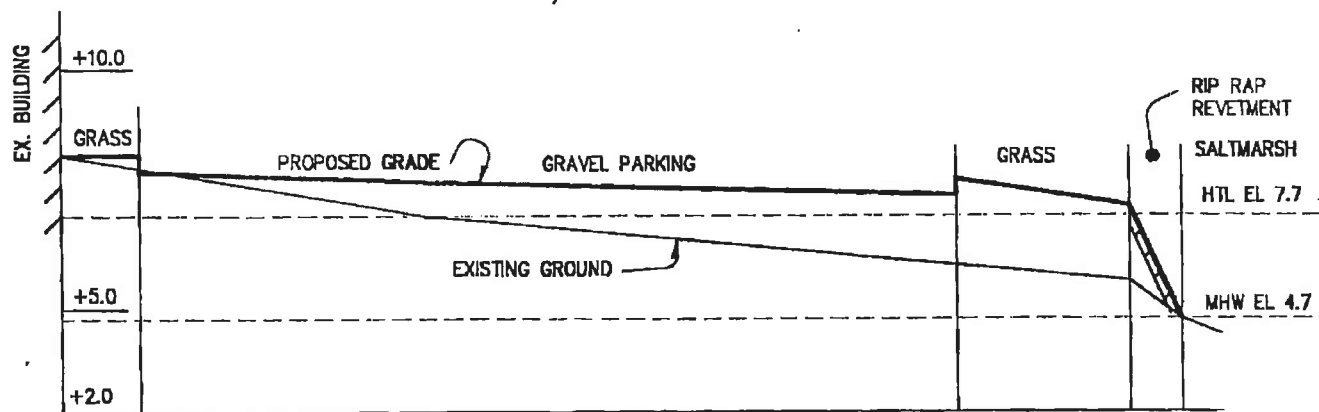 EX. BUILDING
+10.0
GRASS
PROPOSED GRADE
GRAVEL PARKING
GRASS
RIP RAP
REVETMENT
SALTMARSH
HTL EL 7.7
EXISTING GROUND
+5.0
MHW EL 4.7
+2.0